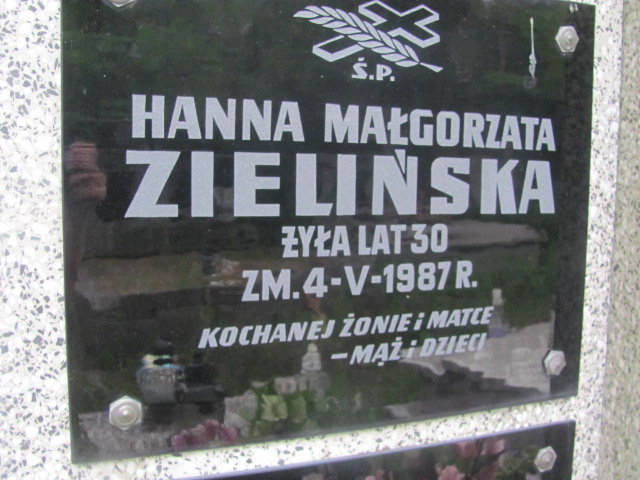 Ś.P.
HANNA MAŁGORZATA
ZIELIŃSKA
ŻYŁA LAT 30
ZM. 4-V-1987 R.
KOCHANEJ ŻONIE i MATCE
– MĄŻ i DZIECI